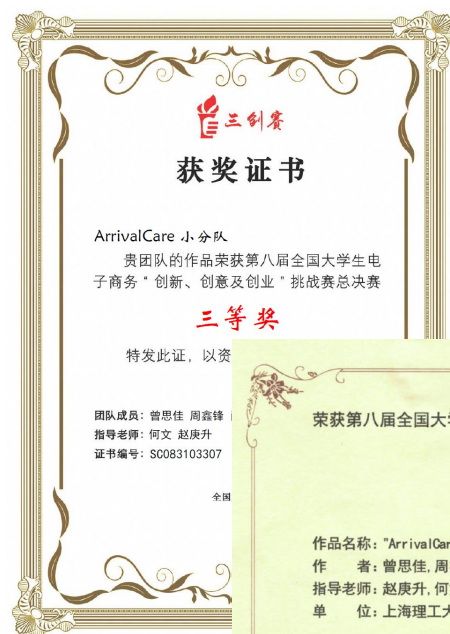 三创赛
获奖证书
ArrivalCare 小分队
贵团队的作品荣获第八届全国大学生电
子商务“创新、创意及创业”挑战赛总决赛
三等奖
特发此证，以资
团队成员：曾思佳 周鑫锋
指导老师：何文 赵庚升
证书编号：SC083103307
全国
荣获第八届全国大
作品名称："ArrivalCar
作 者：曾思佳,周
指导老师：赵庚升,何
单 位：上海理工大